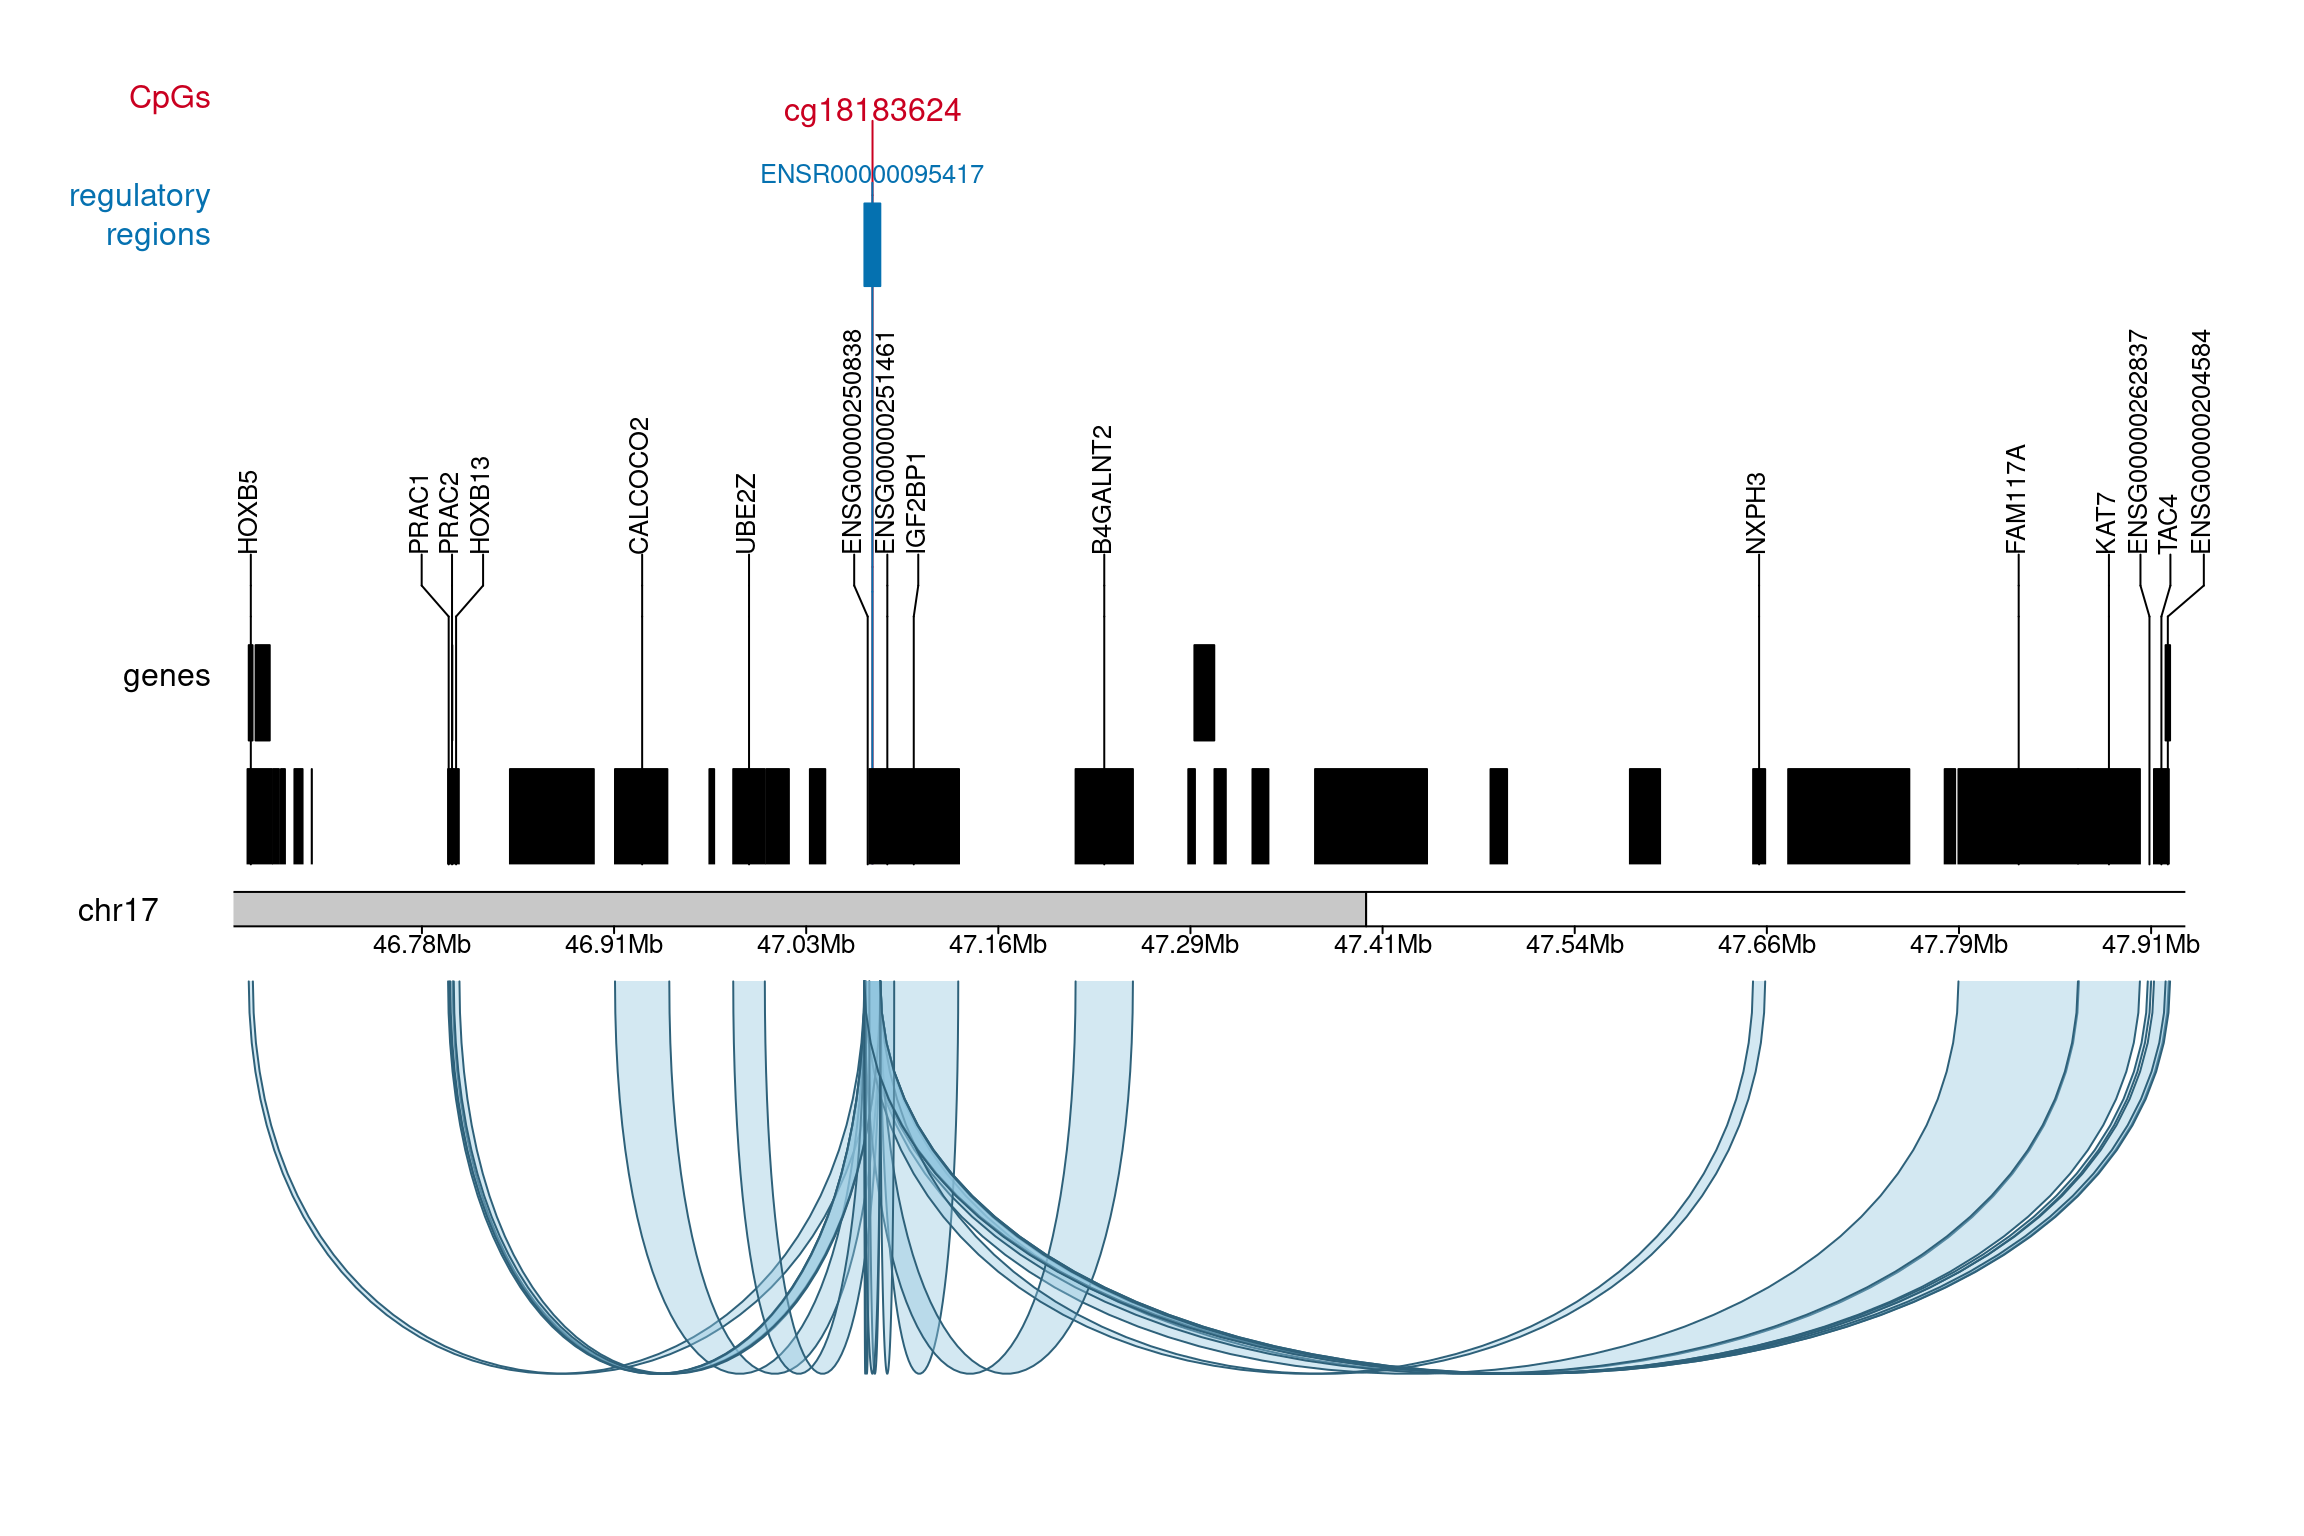 CpGs
cg18183624
ENSR00000095417
regulatory
regions
HOXB5
PRAC1
PRAC2
HOXB13
CALCOCO2
UBE2Z
ENSG00000250838
ENSG00000251461
IGF2BP1
B4GALNT2
NXPH3
FAM117A
KAT7
ENSG00000262837
TAC4
ENSG00000204584
genes
chr17
46.78Mb 46.91Mb 47.03Mb 47.16Mb 47.29Mb 47.41Mb 47.54Mb 47.66Mb 47.79Mb 47.91Mb